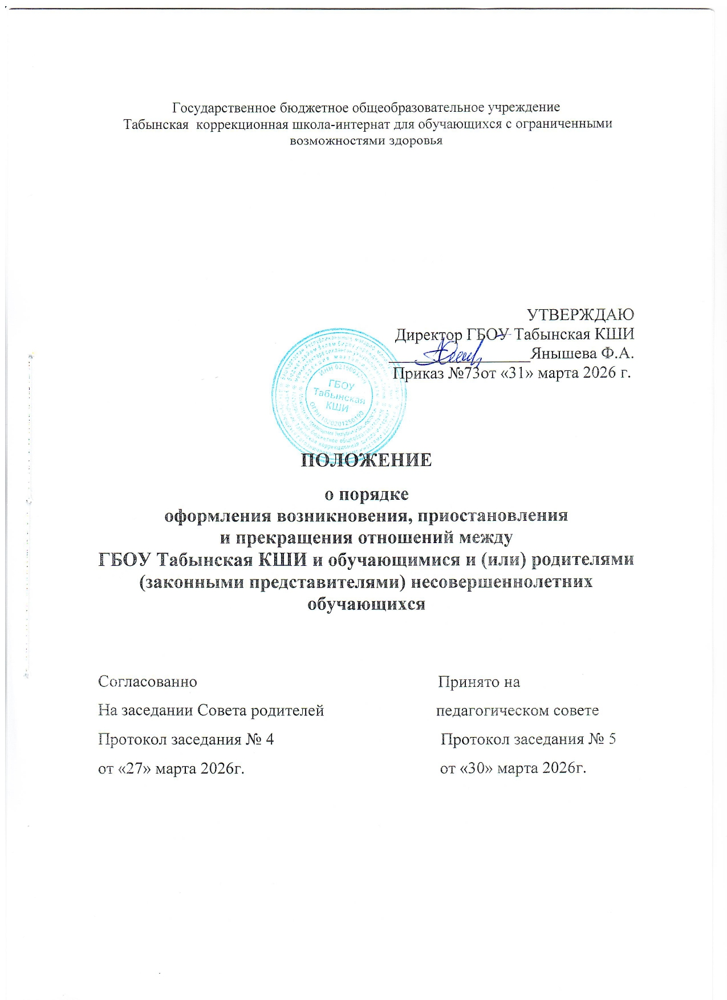 Государственное бюджетное общеобразовательное учреждение
Табынская коррекционная школа-интернат для обучающихся с ограниченными
возможностями здоровья
УТВЕРЖДАЮ
Директор ГБОУ Табынская КШИ
Янышева Ф.А.
Приказ №73от «31» марта 2026 г.
ГБОУ
Табынская
КШИ
ПОЛОЖЕНИЕ
о порядке
оформления возникновения, приостановления
и прекращения отношений между
ГБОУ Табынская КШИ и обучающимися и (или) родителями
(законными представителями) несовершеннолетних
обучающихся
Согласованно Принято на
На заседании Совета родителей педагогическом совете
Протокол заседания № 4 Протокол заседания № 5
от «27» марта 2026г. от «30» марта 2026г.